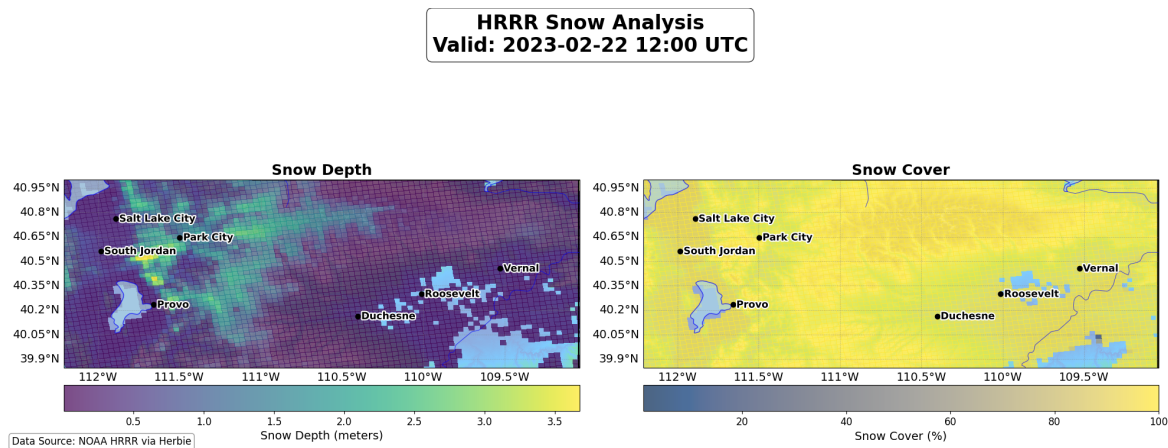 HRRR Snow Analysis
Valid: 2023-02-22 12:00 UTC
Snow Depth
40.95°N
40.8°N
40.65°N
40.5°N
40.35°N
40.2°N
40.05°N
39.9°N
Salt Lake City
Park City
South Jordan
Vernal
Roosevelt
Provo
Duchesne
112°W 111.5°W 111°W 110.5°W 110°W 109.5°W
0.5 1.0 1.5 2.0 2.5 3.0 3.5
Snow Depth (meters)
Snow Cover
40.95°N
40.8°N
40.65°N
40.5°N
40.35°N
40.2°N
40.05°N
39.9°N
Salt Lake City
Park City
South Jordan
Vernal
Roosevelt
Provo
Duchesne
112°W 111.5°W 111°W 110.5°W 110°W 109.5°W
20 40 60 80 100
Snow Cover (%)
Data Source: NOAA HRRR via Herbie